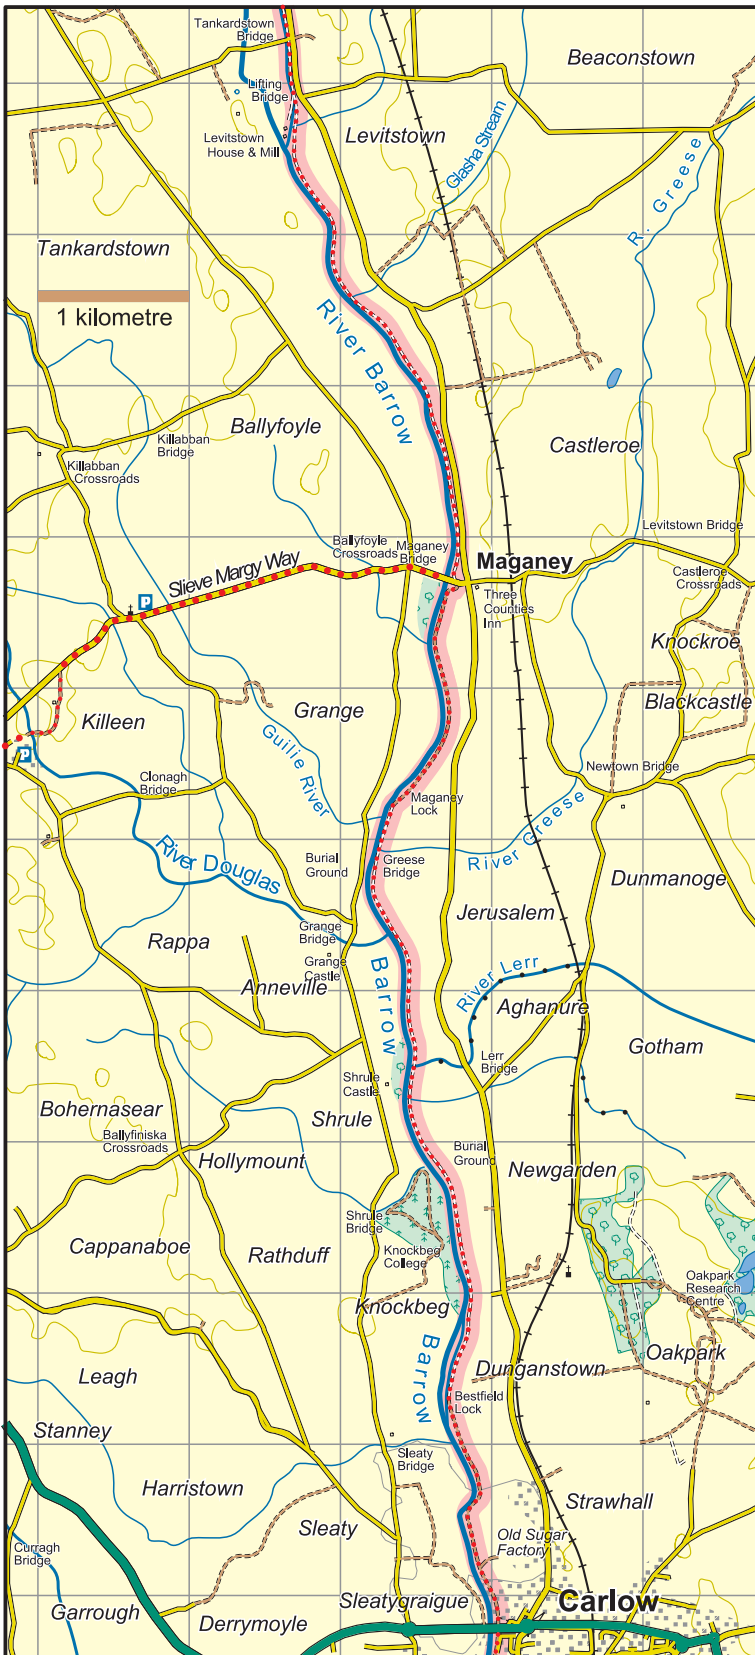 Tankardstown
Bridge
Beaconstown
Lifting
Bridge
Levitstown
House & Mill
Levitstown
Glasha Stream
R. Greese
Tankardstown
1 kilometre
River Barrow
Ballyfoyle
Killabban
Bridge
Castleroe
Killabban
Crossroads
Levitstown Bridge
Ballyfoyle
Crossroads
Maganey
Bridge
Maganey
Slieve Margy Way
Castleroe
Crossroads
P
Three
Counties
Inn
Knockroe
Blackcastle
Grange
Killeen
Guilie River
P
Newtown Bridge
Clonagh
Bridge
Maganey
Lock
River Greese
River Douglas
Burial
Ground
Greese
Bridge
Dunmanoge
Jerusalem
Rappa
Grange
Bridge
Grange
Castle
Barrow
River Lerr
Anneville
Aghanure
Gotham
Lerr
Bridge
Shrule
Castle
Bohernasear
Shrule
Ballyfiniska
Crossroads
Burial
Ground
Hollymount
Newgarden
Shrule
Bridge
Cappanaboe
Rathduff
Knockbeg
College
Oakpark
Research
Centre
Knockbeg
Barrow
Oakpark
Leagh
Dunganstown
Bestfield
Lock
Stanney
Sleaty
Bridge
Harristown
Strawhall
Sleaty
Old Sugar
Factory
Curragh
Bridge
Sleatygraigue
Carlow
Garrough
Derrymoyle